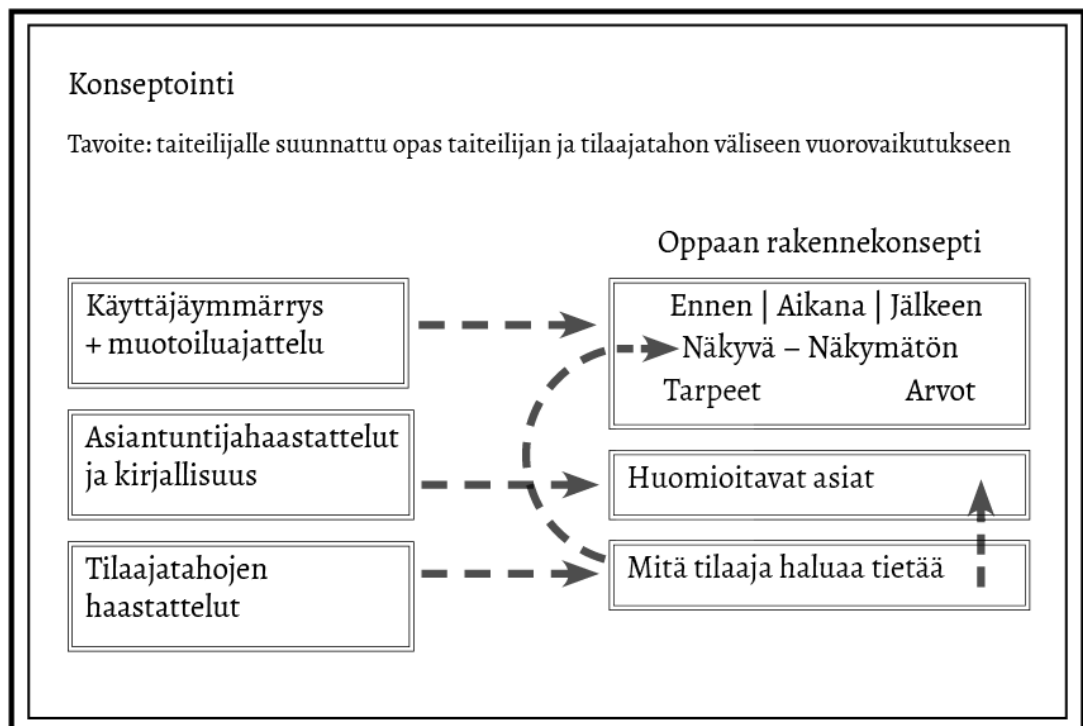 Konseptointi
Tavoite: taiteilijalle suunnattu opas taiteilijan ja tilaajatahon väliseen vuorovaikutukseen
Oppaan rakennekonsepti
Käyttäjäymmärrys
+ muotoiluajattelu
Ennen | Aikana | Jälkeen
Näkyvä – Näkymätön
Tarpeet Arvot
Asiantuntijahaastattelut
ja kirjallisuus
Huomioitavat asiat
Tilaajatahojen
haastattelut
Mitä tilaaja haluaa tietää